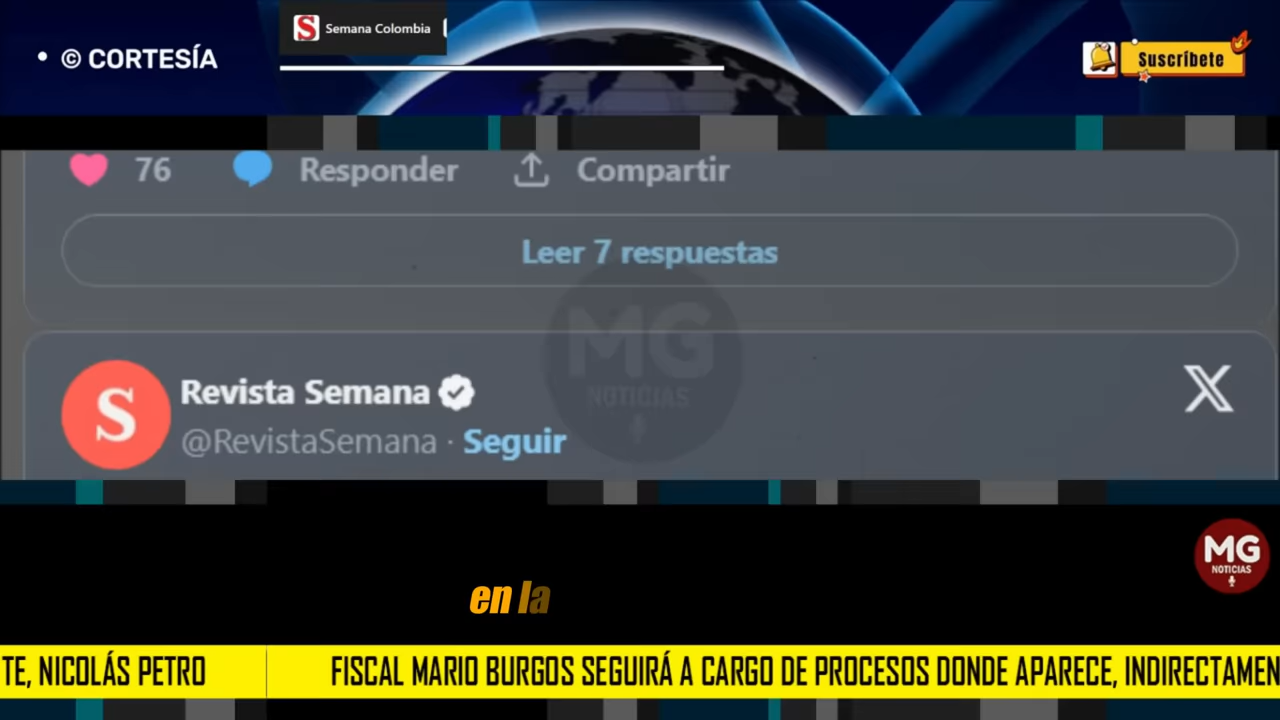 Semana Colombia
• © CORTESÍA
Suscríbete
76 Responder Compartir
Leer 7 respuestas
MG
NOTICIAS
Revista Semana
@RevistaSemana · Seguir
MG
NOTICIAS
en la
TE, NICOLÁS PETRO FISCAL MARIO BURGOS SEGUIRÁ A CARGO DE PROCESOS DONDE APARECE, INDIRECTAMEN